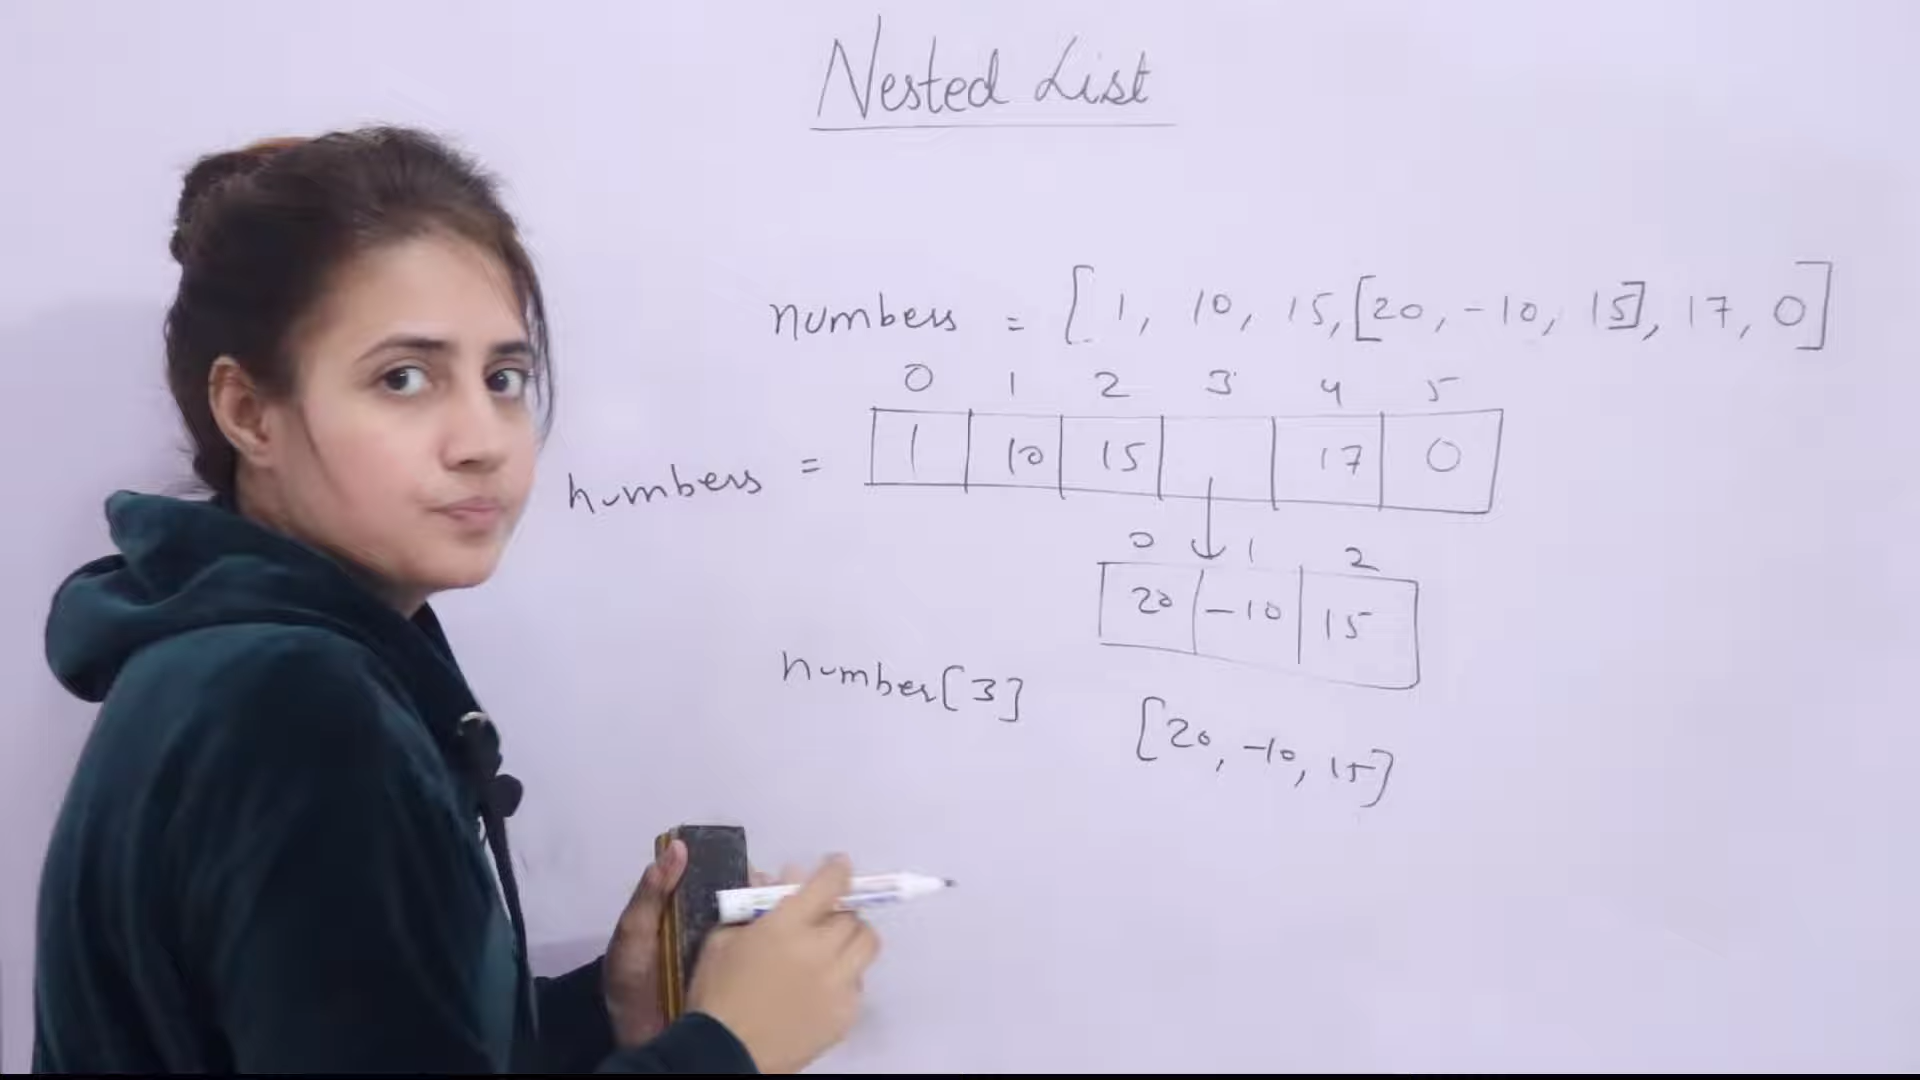 Nested List
numbers = [1, 10, 15, [20, -10, 15], 17, 0]
0 1 2 3 4 5
numbers = 1 10 15 17 0
0 1 2
20 -10 15
number[3]
[20, -10, 15]